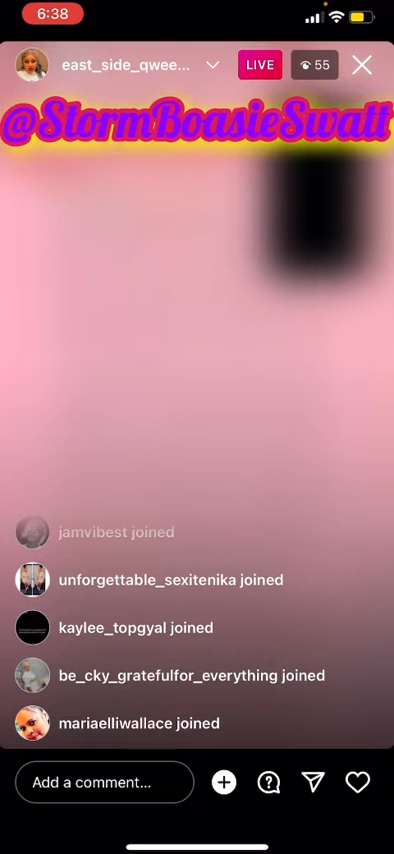 6:38
east_side_qwee...
LIVE
55
@StormBoasieSwatt
jamvibest joined
unforgettable_sexitenika joined
kaylee_topgyal joined
be_cky_gratefulfor_everything joined
mariaelliwallace joined
Add a comment...